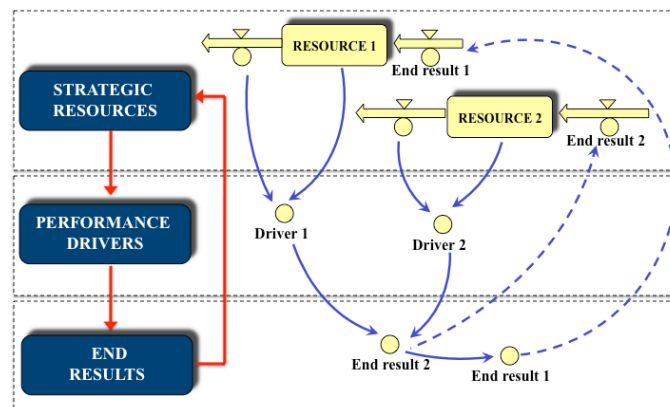 RESOURCE 1
End result 1
STRATEGIC
RESOURCES
RESOURCE 2
End result 2
PERFORMANCE
DRIVERS
Driver 1
Driver 2
END
RESULTS
End result 2
End result 1